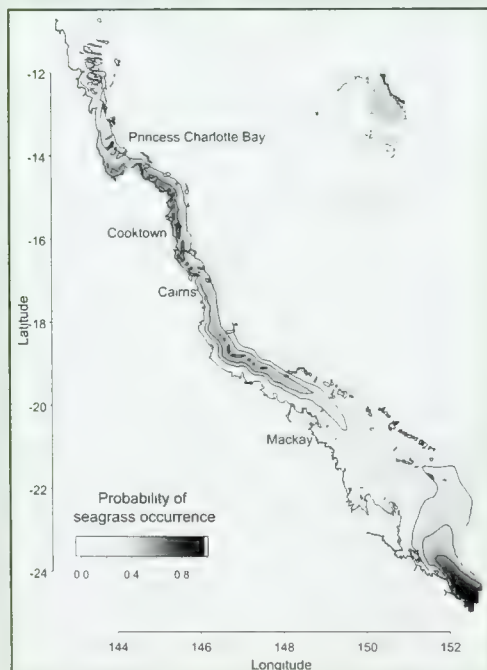 -12
Princess Charlotte Bay
-14
Cooktown
-16
Cairns
Latitude
-18
-20
Mackay
-22
Probability of
seagrass occurrence
0.0 0.4 0.8
-24
144 146 148 150 152
Longitude